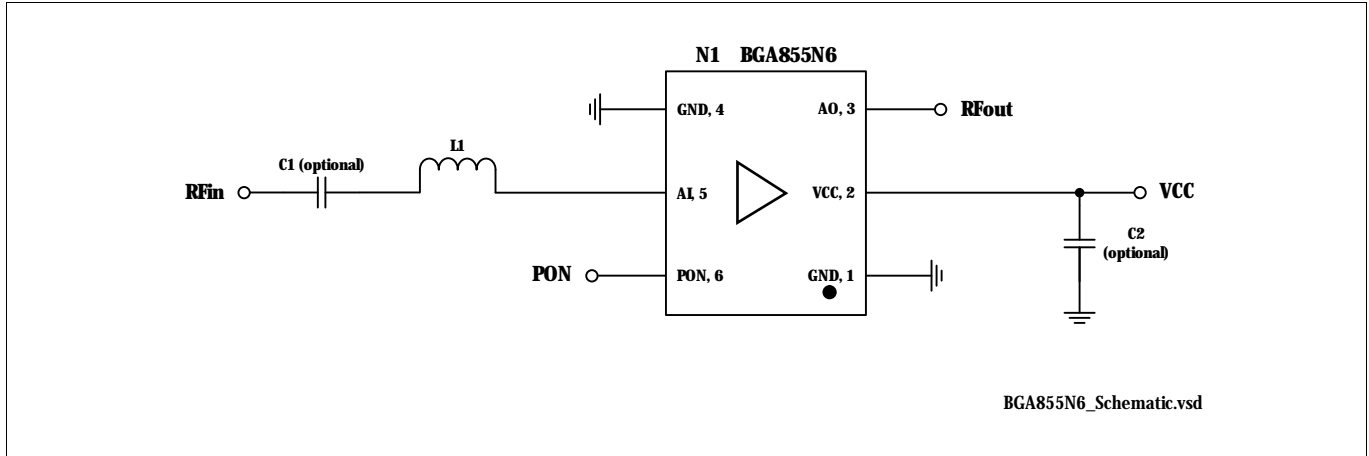 N1 BGA855N6
GND, 4
AO, 3
RFout
C1 (optional)
L1
RFin
AI, 5
VCC, 2
VCC
C2
(optional)
PON
PON, 6
GND, 1
BGA855N6_Schematic.vsd